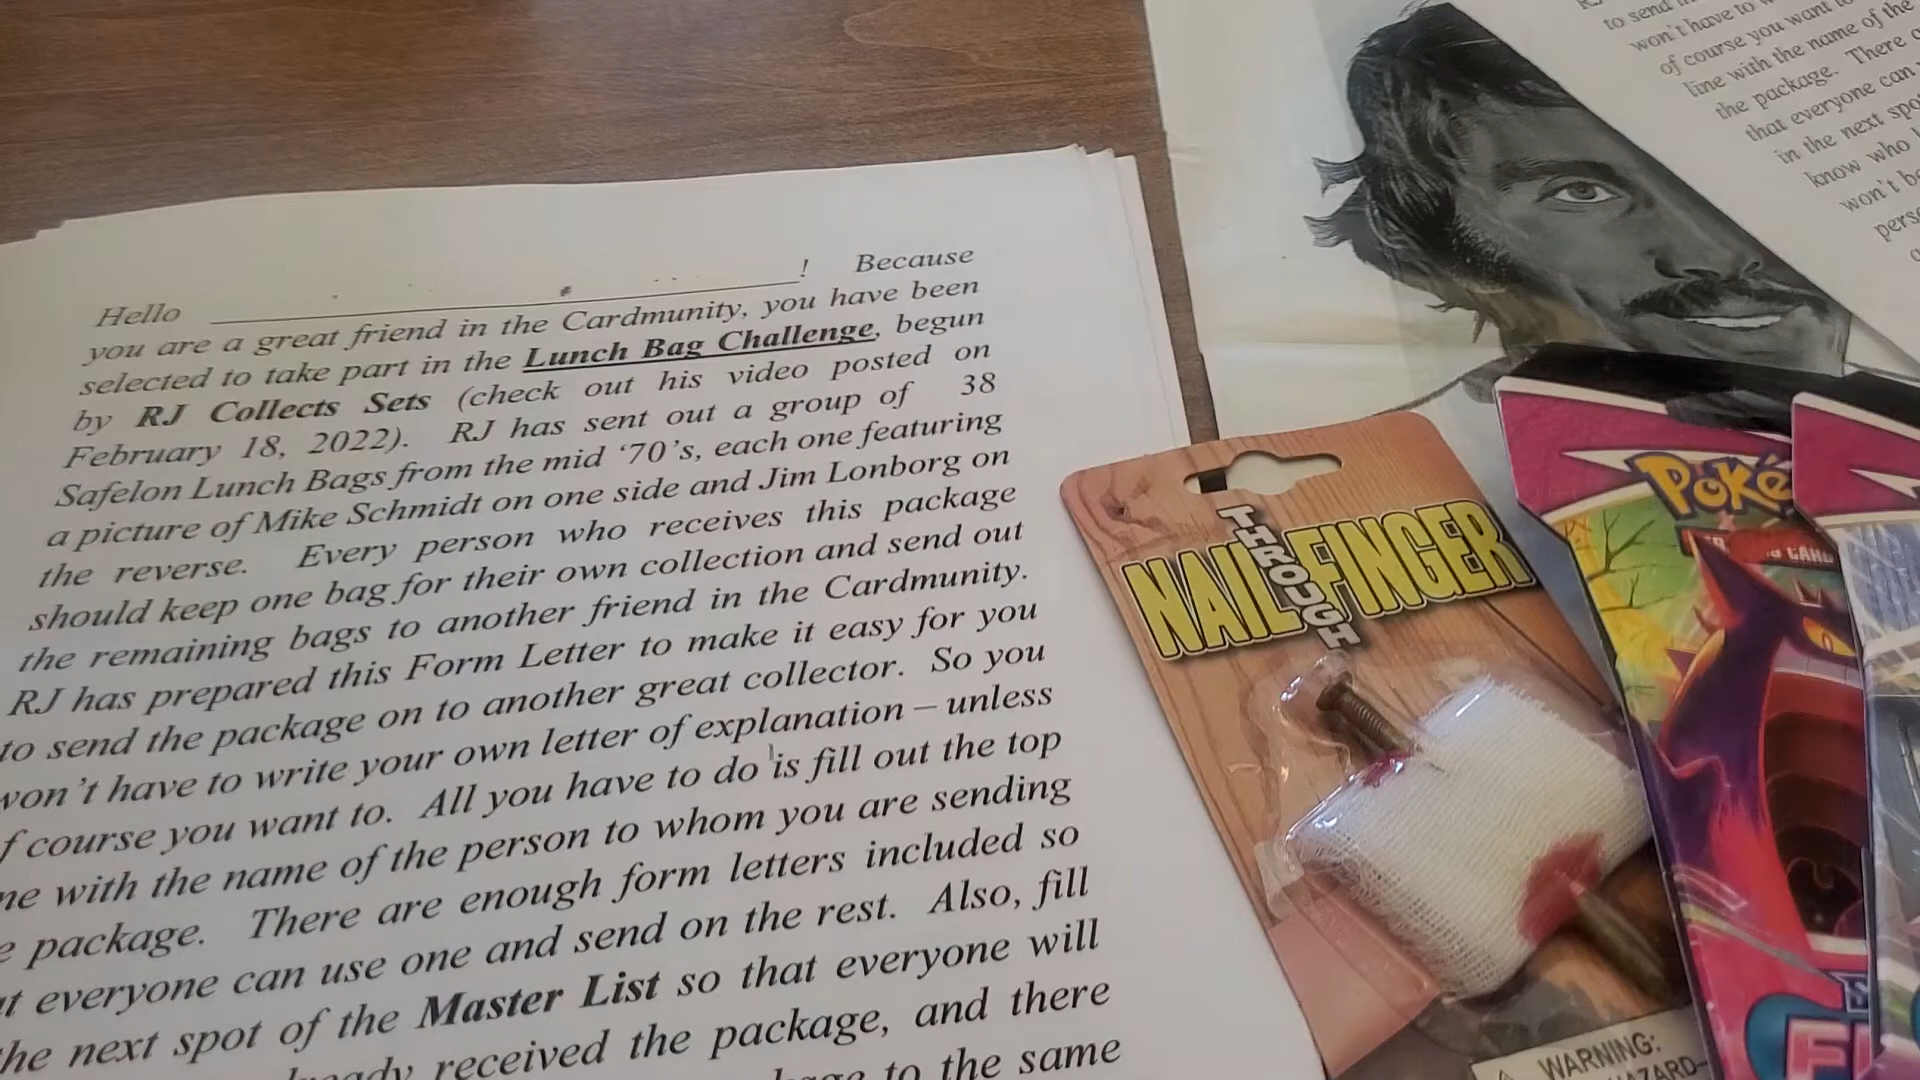 Hello ____________________! Because
you are a great friend in the Cardmunity, you have been
selected to take part in the Lunch Bag Challenge, begun
by RJ Collects Sets (check out his video posted on
February 18, 2022). RJ has sent out a group of 38
Safelon Lunch Bags from the mid '70's, each one featuring
a picture of Mike Schmidt on one side and Jim Lonborg on
the reverse. Every person who receives this package
should keep one bag for their own collection and send out
the remaining bags to another friend in the Cardmunity.
RJ has prepared this Form Letter to make it easy for you
to send the package on to another great collector. So you
won't have to write your own letter of explanation – unless
f course you want to. All you have to do is fill out the top
ne with the name of the person to whom you are sending
e package. There are enough form letters included so
at everyone can use one and send on the rest. Also, fill
the next spot of the Master List so that everyone will
ready received the package, and there
to the same
to send
won't have to
of course you want to
line with the name of the
the package. There
that everyone can
in the next spo
know who
won't be
pers
NAIL THROUGH FINGER
WARNING:
HAZARD–
Poké